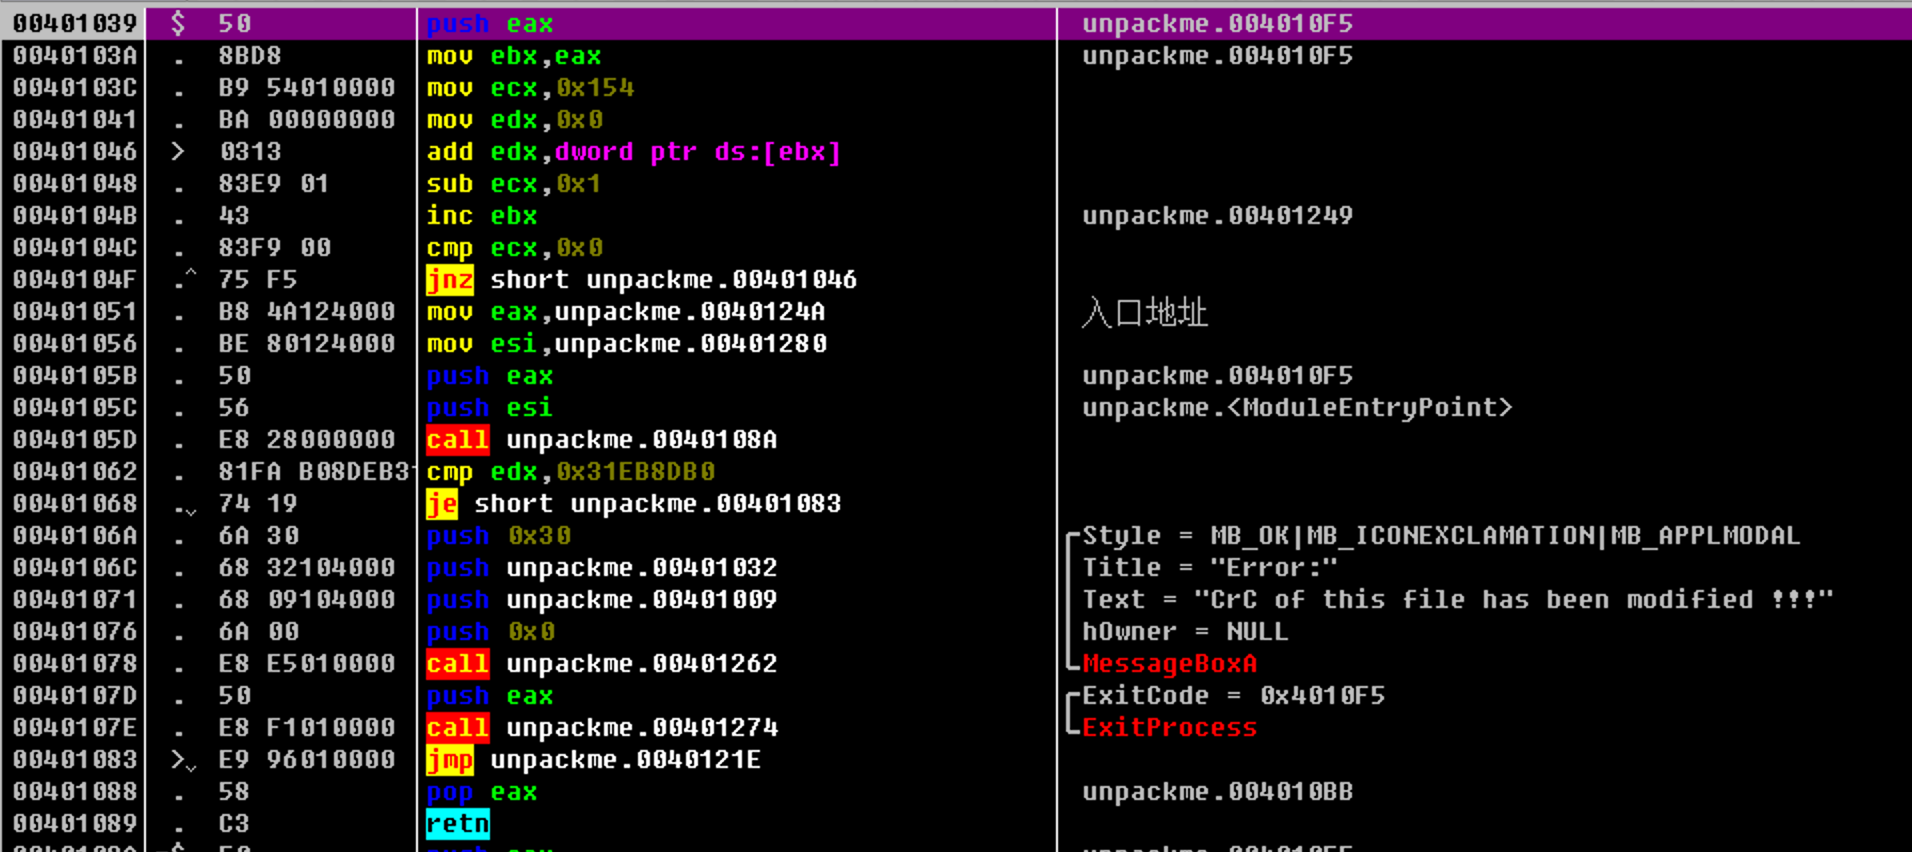 00401039 $ 50 push eax unpackme.004010F5
0040103A . 8BD8 mov ebx,eax unpackme.004010F5
0040103C . B9 54010000 mov ecx,0x154
00401041 . BA 00000000 mov edx,0x0
00401046 > 0313 add edx,dword ptr ds:[ebx]
00401048 . 83E9 01 sub ecx,0x1
0040104B . 43 inc ebx unpackme.00401249
0040104C . 83F9 00 cmp ecx,0x0
0040104F .^ 75 F5 jnz short unpackme.00401046
00401051 . B8 4A124000 mov eax,unpackme.0040124A 入口地址
00401056 . BE 80124000 mov esi,unpackme.00401280
0040105B . 50 push eax unpackme.004010F5
0040105C . 56 push esi unpackme.<ModuleEntryPoint>
0040105D . E8 28000000 call unpackme.0040108A
00401062 . 81FA B08DEB31 cmp edx,0x31EB8DB0
00401068 .v 74 19 je short unpackme.00401083
0040106A . 6A 30 push 0x30 Style = MB_OK|MB_ICONEXCLAMATION|MB_APPLMODAL
0040106C . 68 32104000 push unpackme.00401032 Title = "Error:"
00401071 . 68 09104000 push unpackme.00401009 Text = "CrC of this file has been modified !!!"
00401076 . 6A 00 push 0x0 hOwner = NULL
00401078 . E8 E5010000 call unpackme.00401262 MessageBoxA
0040107D . 50 push eax ExitCode = 0x4010F5
0040107E . E8 F1010000 call unpackme.00401274 ExitProcess
00401083 >v E9 96010000 jmp unpackme.0040121E
00401088 . 58 pop eax unpackme.004010BB
00401089 . C3 retn